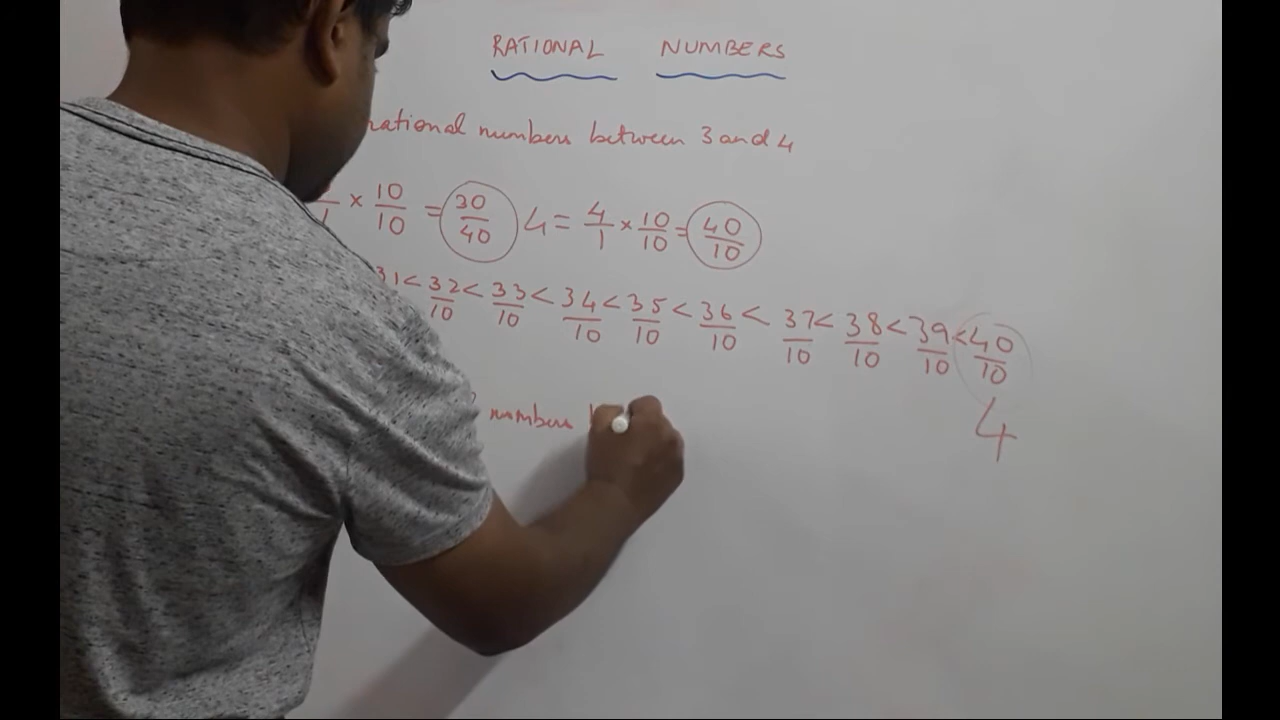 RATIONAL NUMBERS
rational numbers between 3 and 4
1 × 10/10 = 30/40 4 = 4/1 × 10/10 = 40/10
31 < 32/10 < 33/10 < 34/10 < 35/10 < 36/10 < 37/10 < 38/10 < 39/10 < 40/10
4
numbers